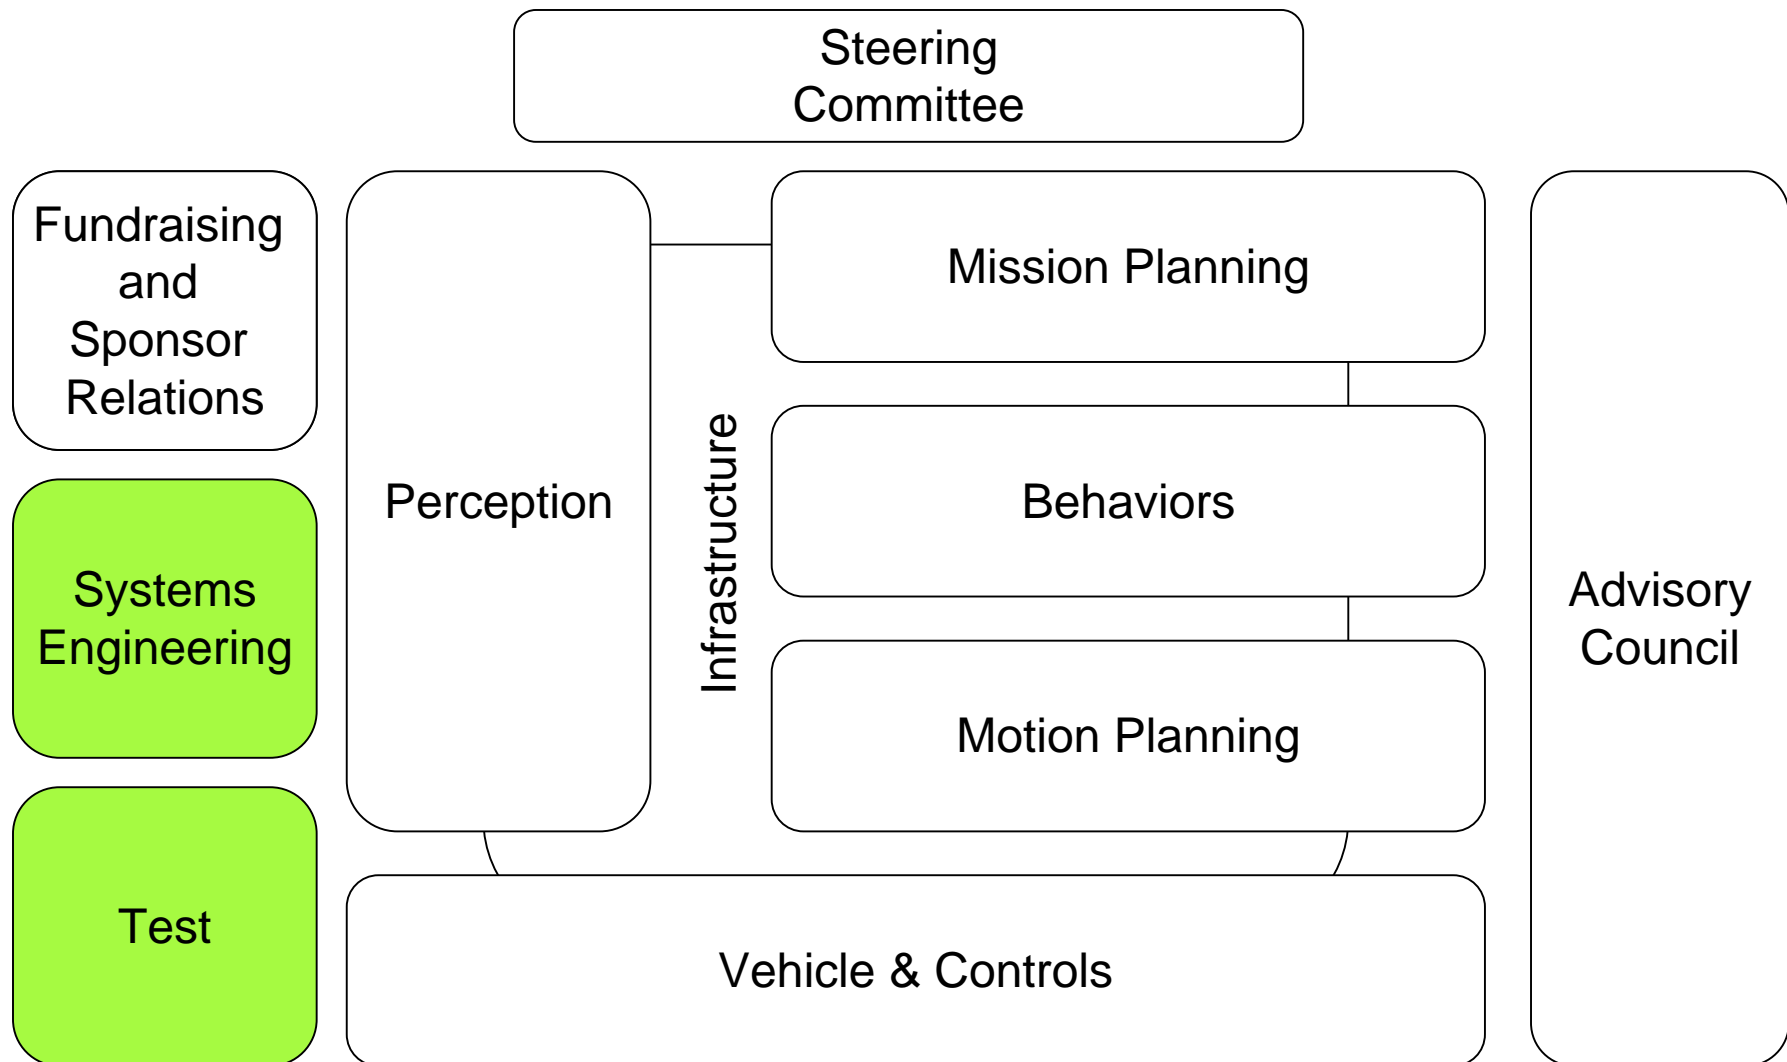 Steering
Committee
Fundraising
and
Sponsor
Relations
Systems
Engineering
Test
Perception
Infrastructure
Mission Planning
Behaviors
Motion Planning
Vehicle & Controls
Advisory
Council